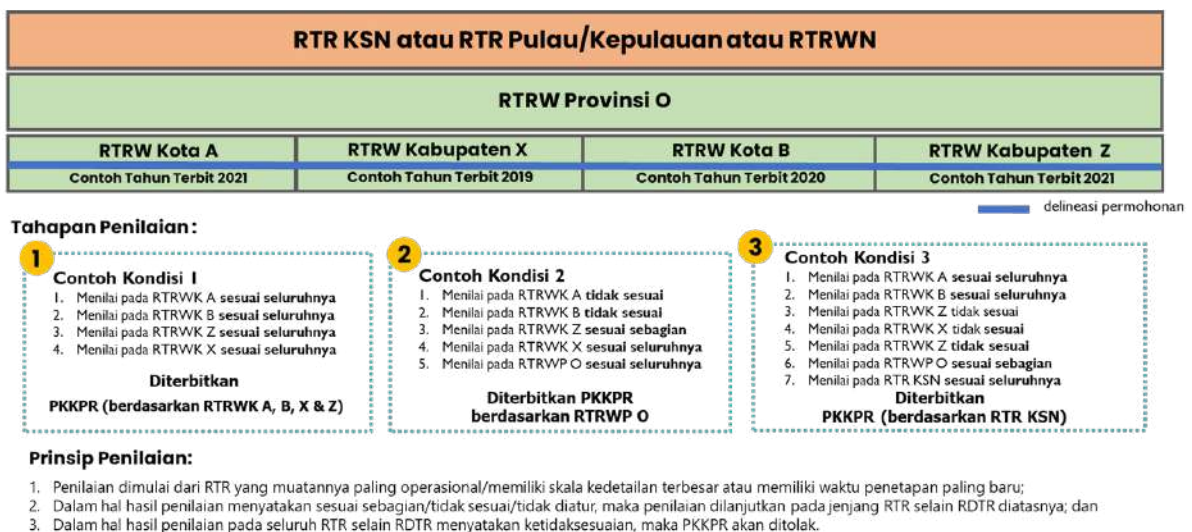 RTR KSN atau RTR Pulau/Kepulauan atau RTRWN
RTRW Provinsi O
RTRW Kota A
RTRW Kabupaten X
RTRW Kota B
RTRW Kabupaten Z
Contoh Tahun Terbit 2021
Contoh Tahun Terbit 2019
Contoh Tahun Terbit 2020
Contoh Tahun Terbit 2021
delineasi permohonan
Tahapan Penilaian:
1
Contoh Kondisi 1
1. Menilai pada RTRWK A sesuai seluruhnya
2. Menilai pada RTRWK B sesuai seluruhnya
3. Menilai pada RTRWK Z sesuai seluruhnya
4. Menilai pada RTRWK X sesuai seluruhnya
Diterbitkan
PKKPR (berdasarkan RTRWK A, B, X & Z)
2
Contoh Kondisi 2
1. Menilai pada RTRWK A tidak sesuai
2. Menilai pada RTRWK B tidak sesuai
3. Menilai pada RTRWK Z sesuai sebagian
4. Menilai pada RTRWK X sesuai seluruhnya
5. Menilai pada RTRWP O sesuai seluruhnya
Diterbitkan PKKPR
berdasarkan RTRWP O
3
Contoh Kondisi 3
1. Menilai pada RTRWK A sesuai seluruhnya
2. Menilai pada RTRWK B sesuai seluruhnya
3. Menilai pada RTRWK Z tidak sesuai
4. Menilai pada RTRWK X tidak sesuai
5. Menilai pada RTRWK Z tidak sesuai
6. Menilai pada RTRWP O sesuai sebagian
7. Menilai pada RTR KSN sesuai seluruhnya
Diterbitkan
PKKPR (berdasarkan RTR KSN)
Prinsip Penilaian:
1. Penilaian dimulai dari RTR yang muatannya paling operasional/memiliki skala kedetailan terbesar atau memiliki waktu penetapan paling baru;
2. Dalam hal hasil penilaian menyatakan sesuai sebagian/tidak sesuai/tidak diatur, maka penilaian dilanjutkan pada jenjang RTR selain RDTR diatasnya; dan
3. Dalam hal hasil penilaian pada seluruh RTR selain RDTR menyatakan ketidaksesuaian, maka PKKPR akan ditolak.